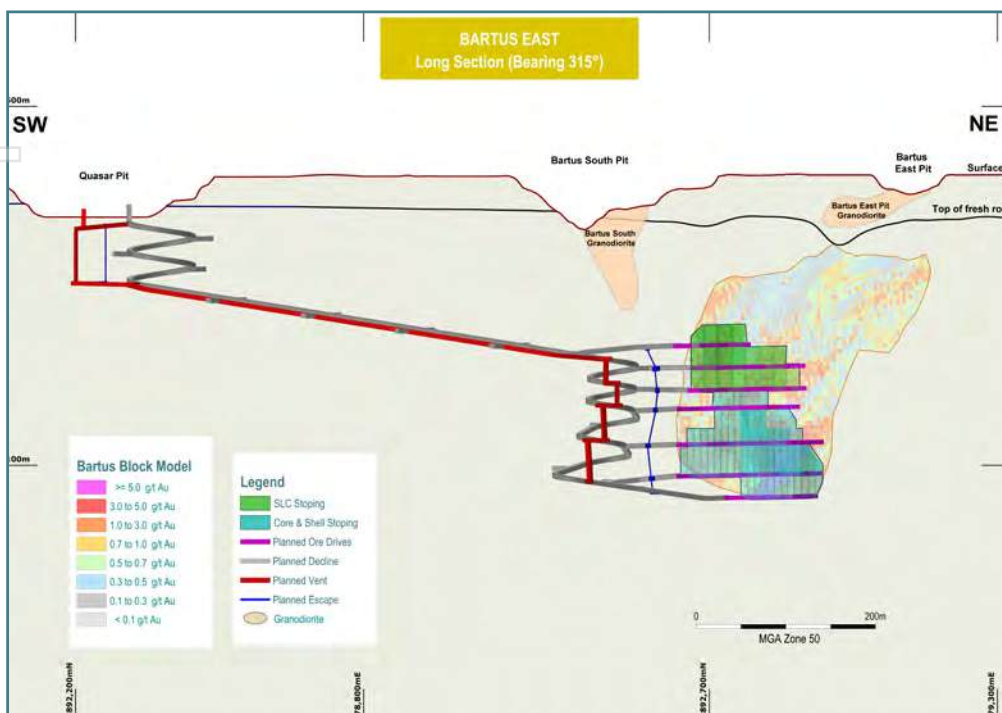 BARTUS EAST
Long Section (Bearing 315°)
SW
NE
Quasar Pit
Bartus South Pit
Bartus
East Pit
Surface
Bartus East Pit
Granodiorite
Top of fresh ro
Bartus South
Granodiorite
Bartus Block Model
>= 5.0 g/t Au
3.0 to 5.0 g/t Au
1.0 to 3.0 g/t Au
0.7 to 1.0 g/t Au
0.5 to 0.7 g/t Au
0.3 to 0.5 g/t Au
0.1 to 0.3 g/t Au
< 0.1 g/t Au
Legend
SLC Stoping
Core & Shell Stoping
Planned Ore Drives
Planned Decline
Planned Vent
Planned Escape
Granodiorite
0
200m
MGA Zone 50
892,200mN
78,800mE
892,700mN
79,300mE